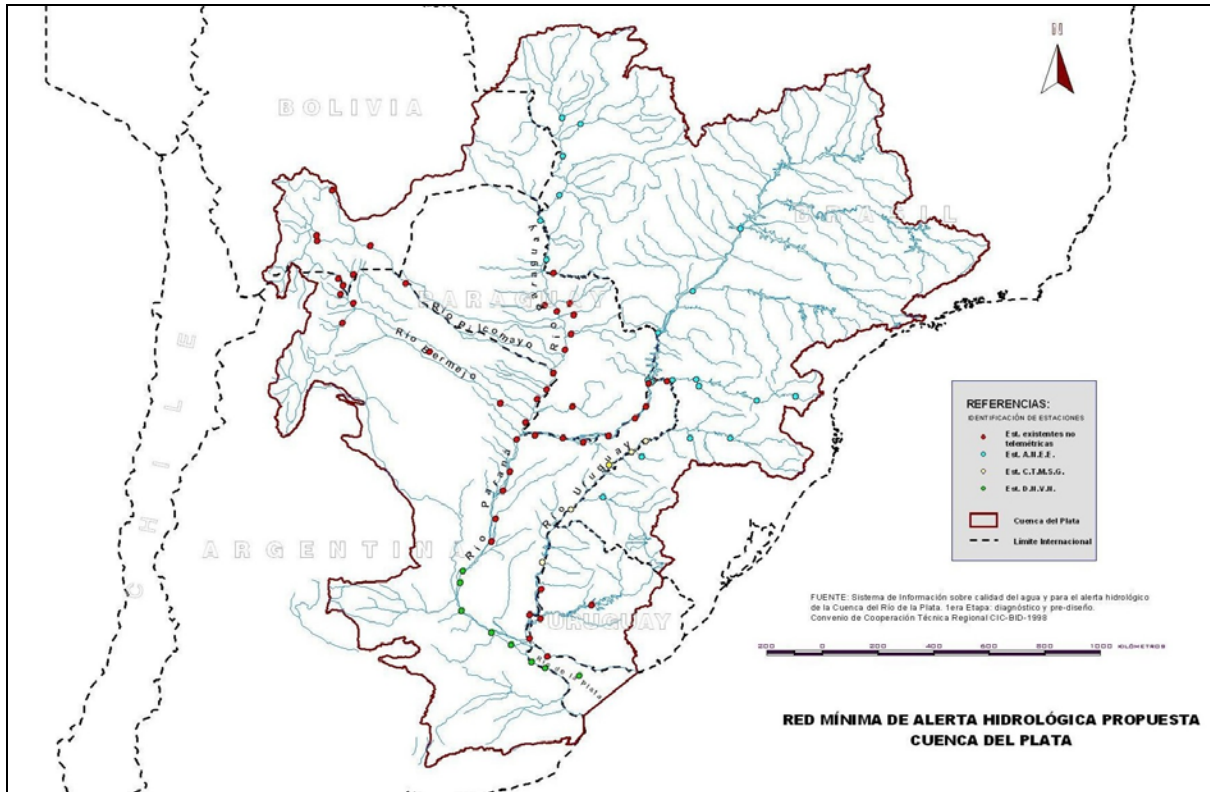 N
BOLIVIA
BRASIL
Río Paraguay
PARAGUAY
Río Pilcomayo
Río Bermejo
CHILE
Río Uruguay
Río Paraná
ARGENTINA
URUGUAY
Río de la Plata
REFERENCIAS:
IDENTIFICACIÓN DE ESTACIONES
Est. existentes no
telemétricas
Est. A.N.E.E.
Est. C.T.M.S.G.
Est. D.N.V.N.
Cuenca del Plata
Límite Internacional
FUENTE: Sistema de Información sobre calidad del agua y para el alerta hidrológico
de la Cuenca del Río de la Plata. 1era Etapa: diagnóstico y pre-diseño.
Convenio de Cooperación Técnica Regional CIC-BID-1998
200 0 200 400 600 800 1000 KILÓMETROS
RED MÍNIMA DE ALERTA HIDROLÓGICA PROPUESTA
CUENCA DEL PLATA